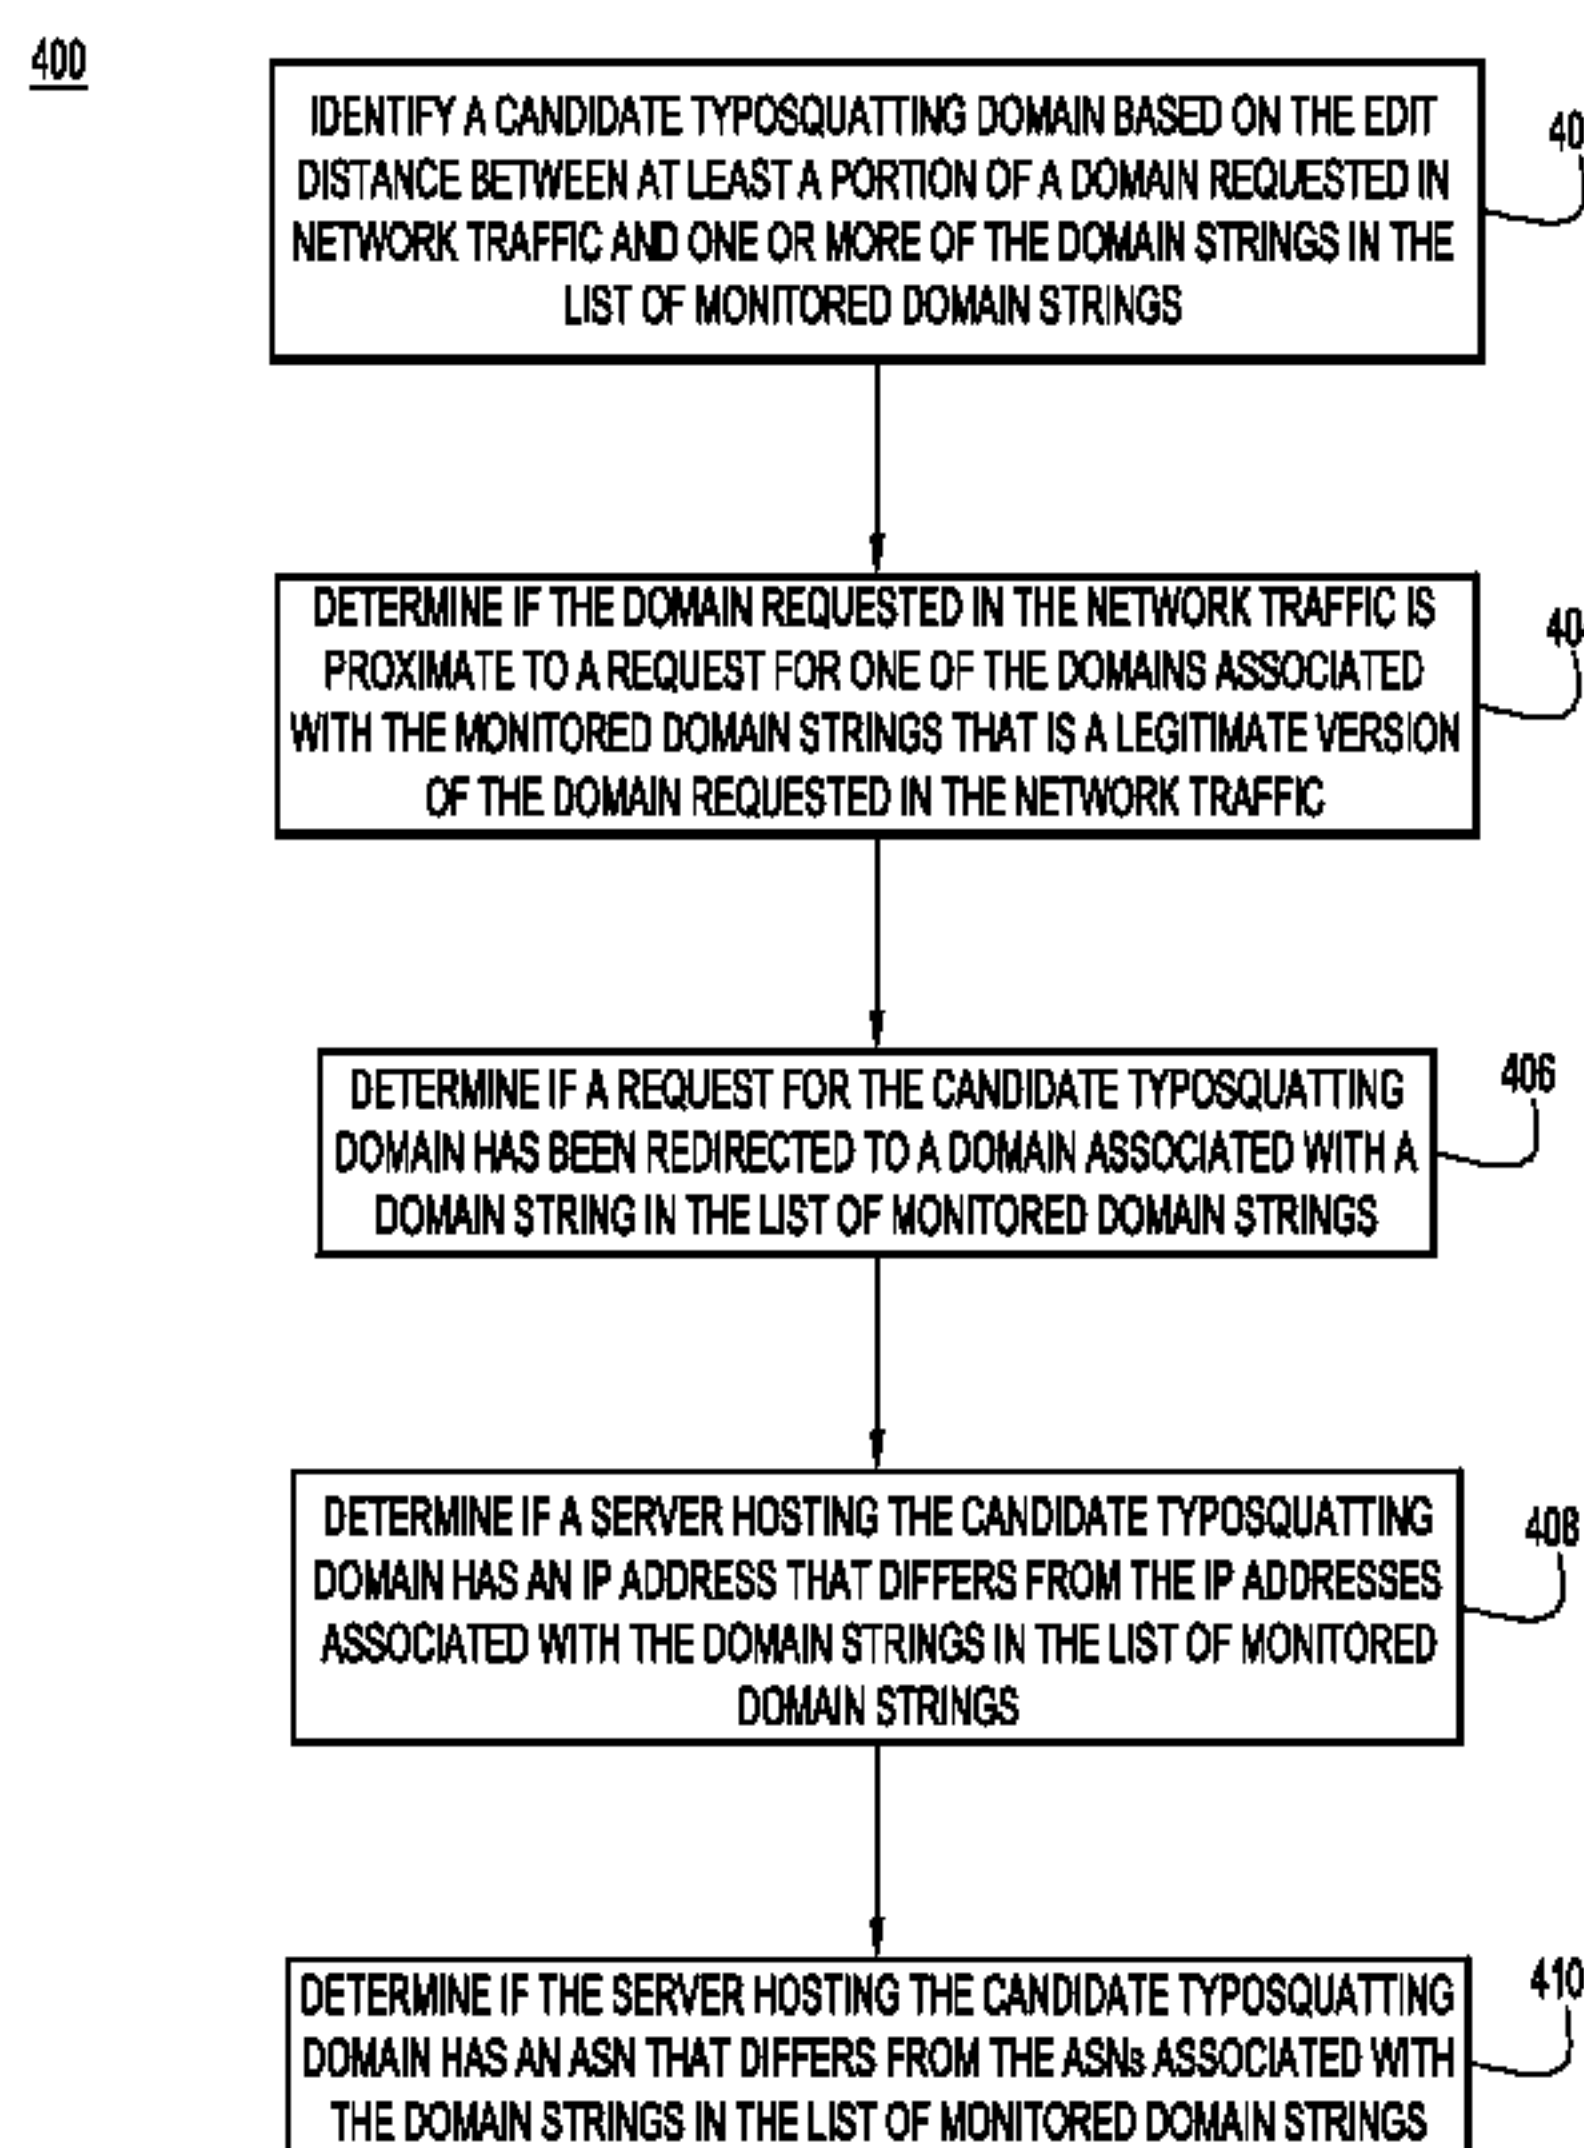 400
IDENTIFY A CANDIDATE TYPOSQUATTING DOMAIN BASED ON THE EDIT
DISTANCE BETWEEN AT LEAST A PORTION OF A DOMAIN REQUESTED IN
NETWORK TRAFFIC AND ONE OR MORE OF THE DOMAIN STRINGS IN THE
LIST OF MONITORED DOMAIN STRINGS
40
DETERMINE IF THE DOMAIN REQUESTED IN THE NETWORK TRAFFIC IS
PROXIMATE TO A REQUEST FOR ONE OF THE DOMAINS ASSOCIATED
WITH THE MONITORED DOMAIN STRINGS THAT IS A LEGITIMATE VERSION
OF THE DOMAIN REQUESTED IN THE NETWORK TRAFFIC
40
DETERMINE IF A REQUEST FOR THE CANDIDATE TYPOSQUATTING
DOMAIN HAS BEEN REDIRECTED TO A DOMAIN ASSOCIATED WITH A
DOMAIN STRING IN THE LIST OF MONITORED DOMAIN STRINGS
406
DETERMINE IF A SERVER HOSTING THE CANDIDATE TYPOSQUATTING
DOMAIN HAS AN IP ADDRESS THAT DIFFERS FROM THE IP ADDRESSES
ASSOCIATED WITH THE DOMAIN STRINGS IN THE LIST OF MONITORED
DOMAIN STRINGS
408
DETERMINE IF THE SERVER HOSTING THE CANDIDATE TYPOSQUATTING
DOMAIN HAS AN ASN THAT DIFFERS FROM THE ASNs ASSOCIATED WITH
THE DOMAIN STRINGS IN THE LIST OF MONITORED DOMAIN STRINGS
410